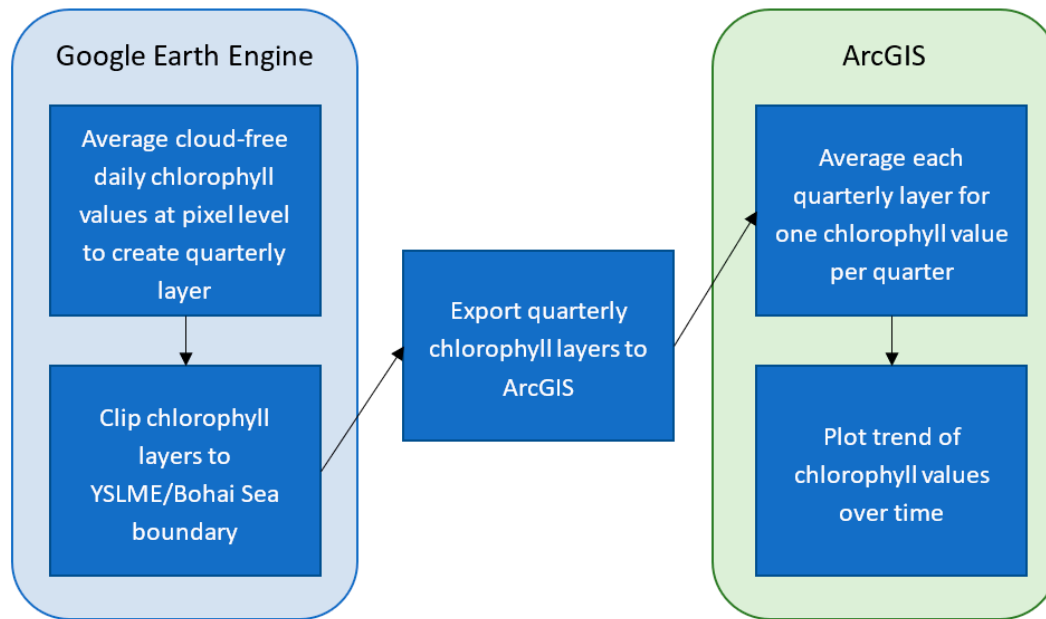 Google Earth Engine
Average cloud-free
daily chlorophyll
values at pixel level
to create quarterly
layer
Clip chlorophyll
layers to
YSLME/Bohai Sea
boundary
Export quarterly
chlorophyll layers to
ArcGIS
ArcGIS
Average each
quarterly layer for
one chlorophyll value
per quarter
Plot trend of
chlorophyll values
over time